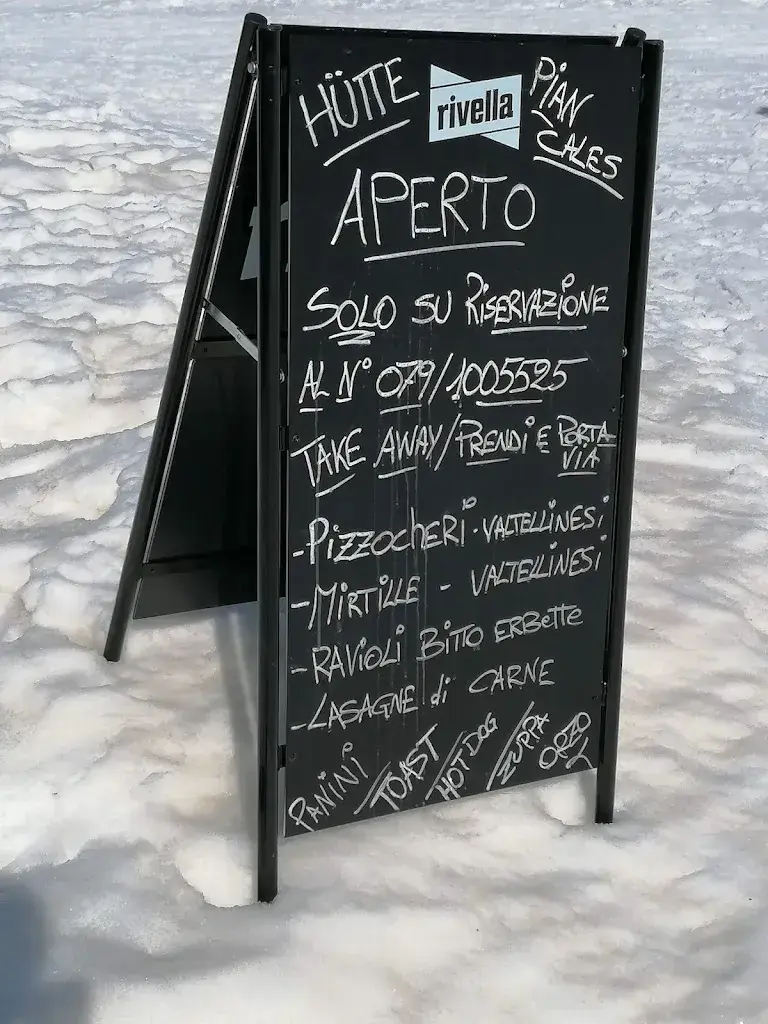 HÜTTE rivella PIAN CALES
APERTO
SOLO SU RISERVAZIONE
AL N° 079/1005525
TAKE AWAY/PRENDI E PORTA VIA
-PIZZOCHERI·VALTELLINESI
-MIRTILLE - VALTELLINESI
-RAVIOLI BITTO ERBETTE
-LASAGNE di CARNE
PANINI/TOAST/HOT DOG/ZUPPA ORZO